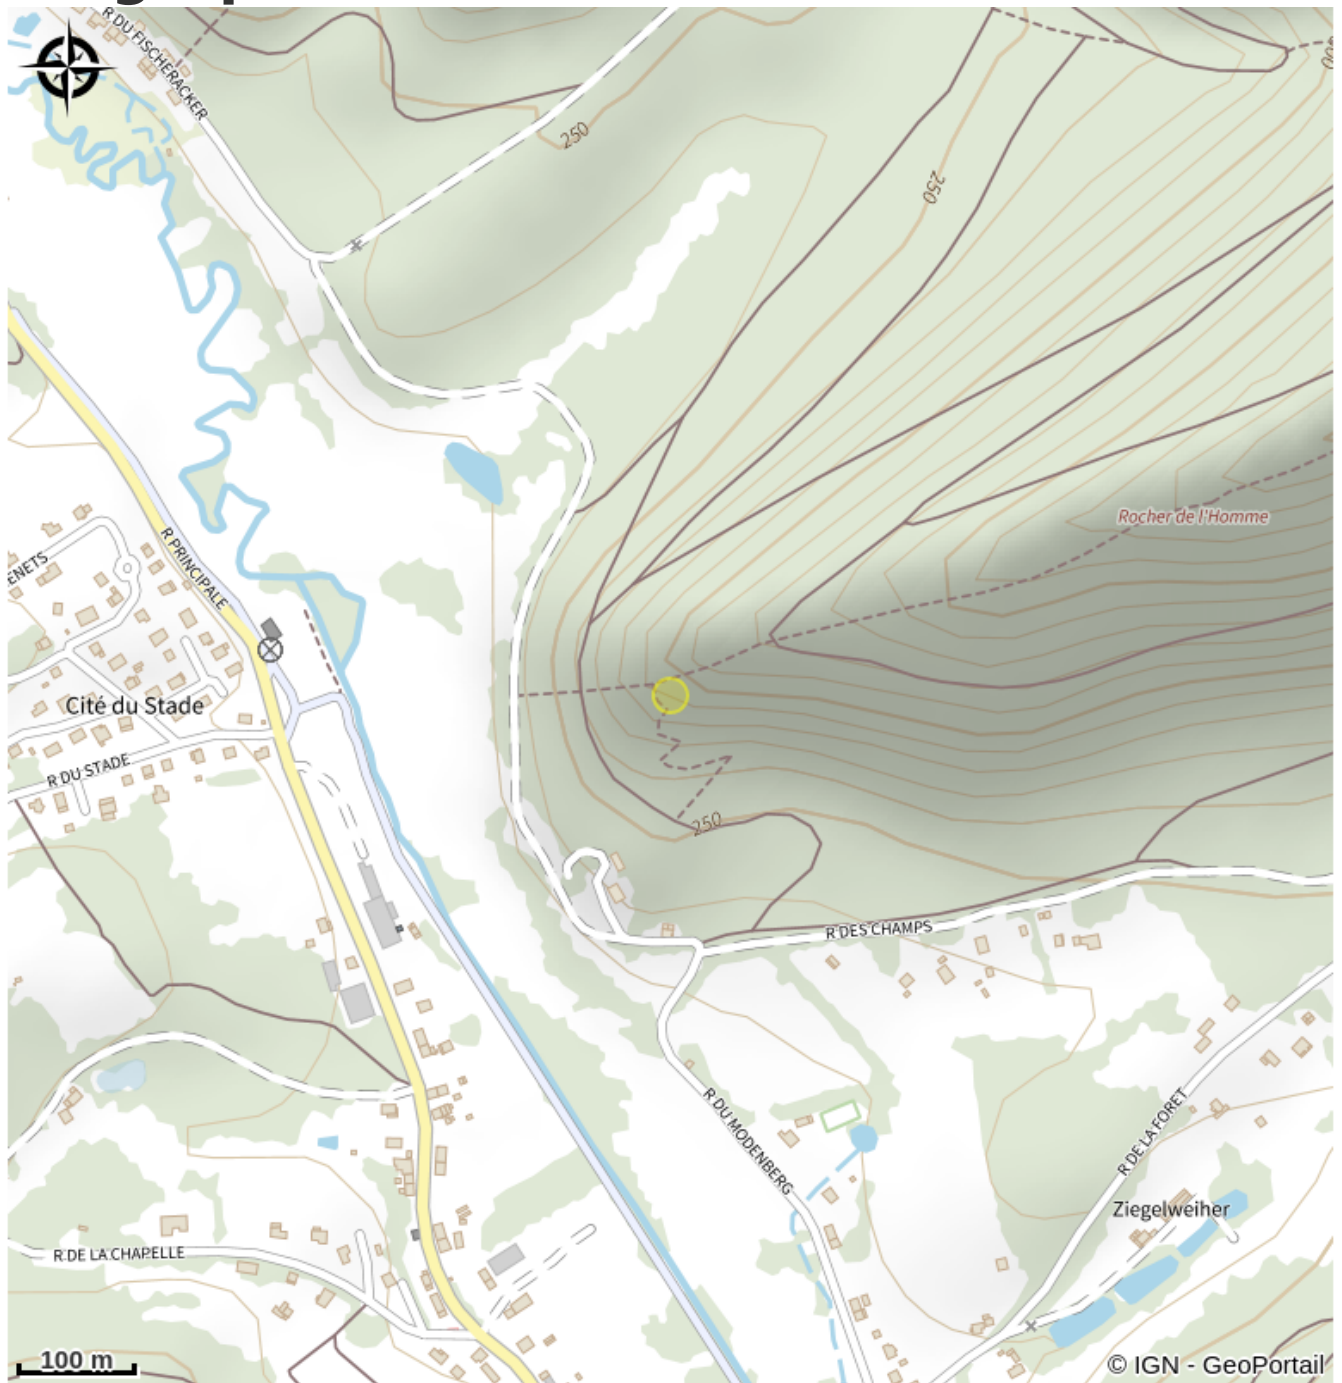 R DU FISCHERACKER
250
250
Rocher de l'Homme
R PRINCIPALE
ENETS
Cité du Stade
R DU STADE
250
R DES CHAMPS
R DU MODENBERG
R DE LA FORET
Ziegelweiher
R DE LA CHAPELLE
100 m
© IGN - GeoPortail